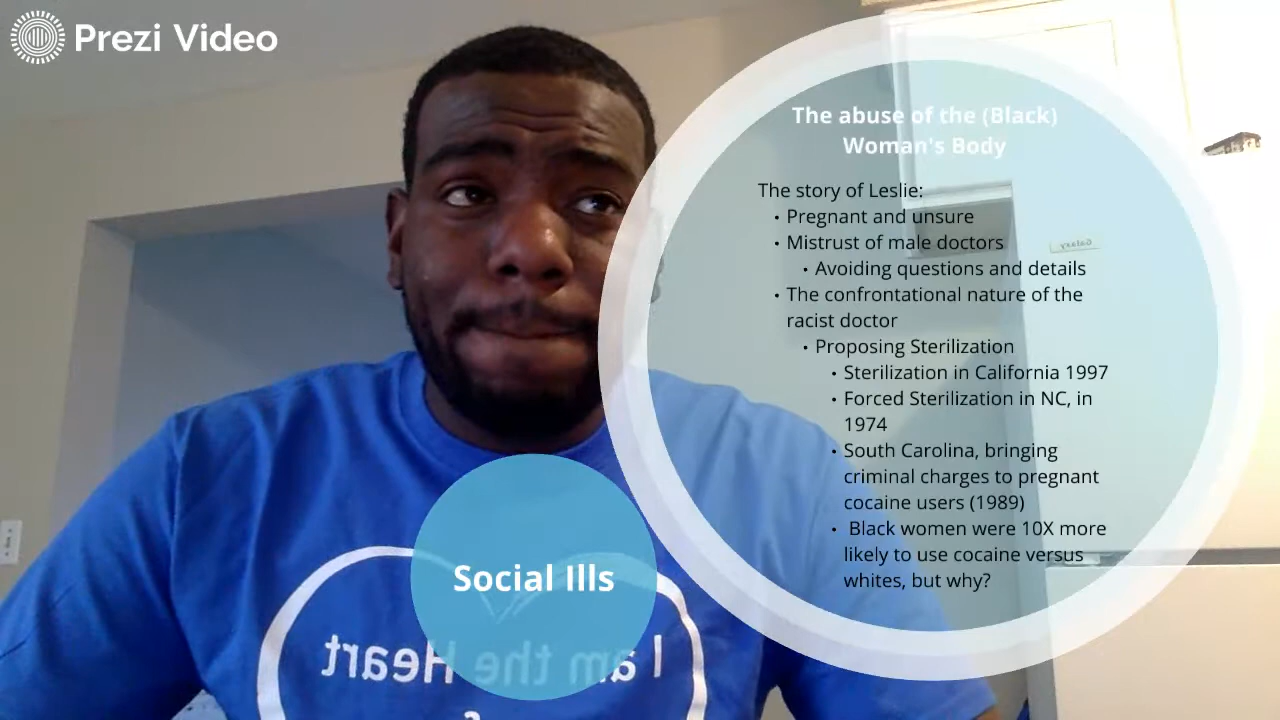 Prezi Video
The abuse of the (Black)
Woman's Body
The story of Leslie:
• Pregnant and unsure
• Mistrust of male doctors
• Avoiding questions and details
• The confrontational nature of the
racist doctor
• Proposing Sterilization
• Sterilization in California 1997
• Forced Sterilization in NC, in
1974
• South Carolina, bringing
criminal charges to pregnant
cocaine users (1989)
• Black women were 10X more
likely to use cocaine versus
whites, but why?
Social Ills
I am the Heart
Galaxy